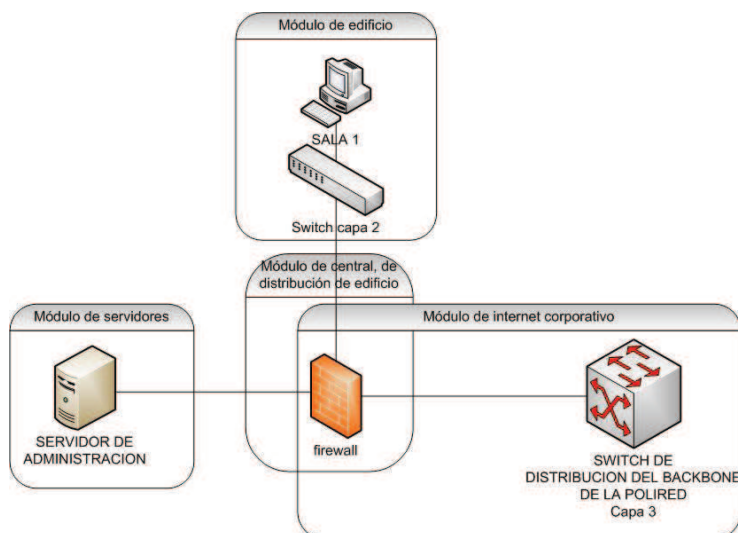 Módulo de edificio
SALA 1
Switch capa 2
Módulo de central, de
distribución de edificio
Módulo de servidores
Módulo de internet corporativo
SERVIDOR DE
ADMINISTRACION
firewall
SWITCH DE
DISTRIBUCION DEL BACKBONE
DE LA POLIRED
Capa 3